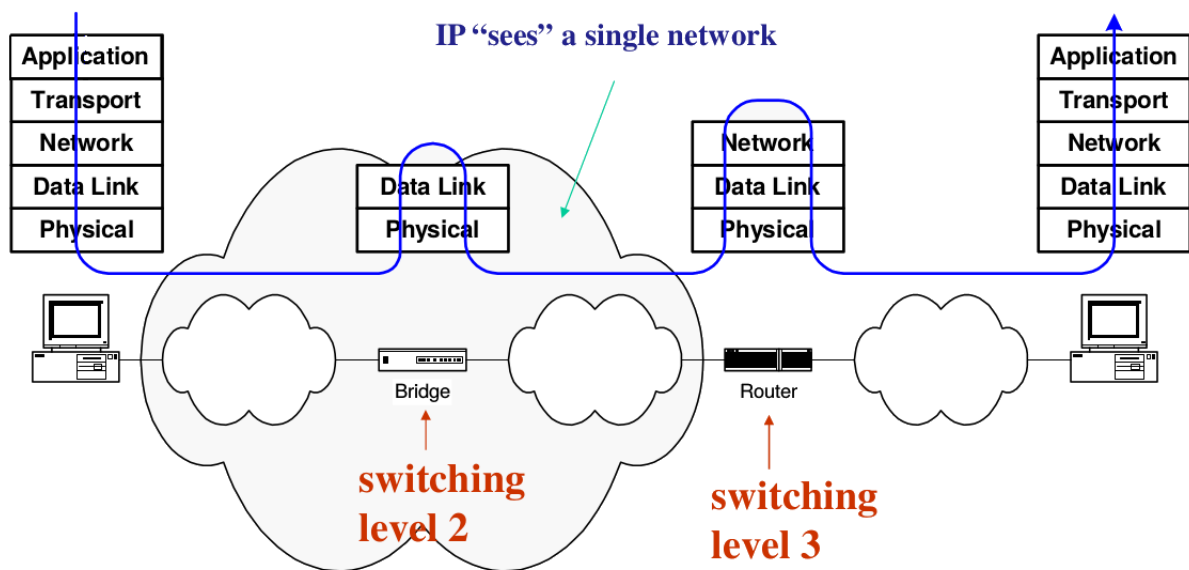 IP “sees” a single network
Application
Transport
Network
Data Link
Physical
Data Link
Physical
Network
Data Link
Physical
Application
Transport
Network
Data Link
Physical
Bridge
Router
switching
level 2
switching
level 3